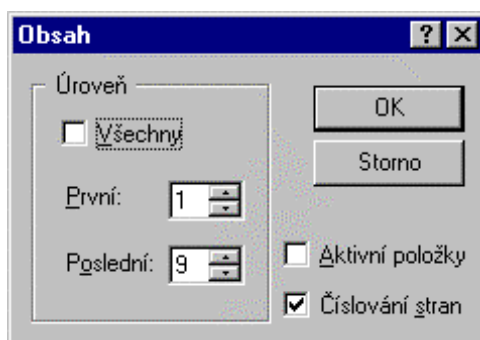 Obsah
Úroveň
Všechny
První: 1
Poslední: 9
OK
Storno
Aktivní položky
Číslování stran